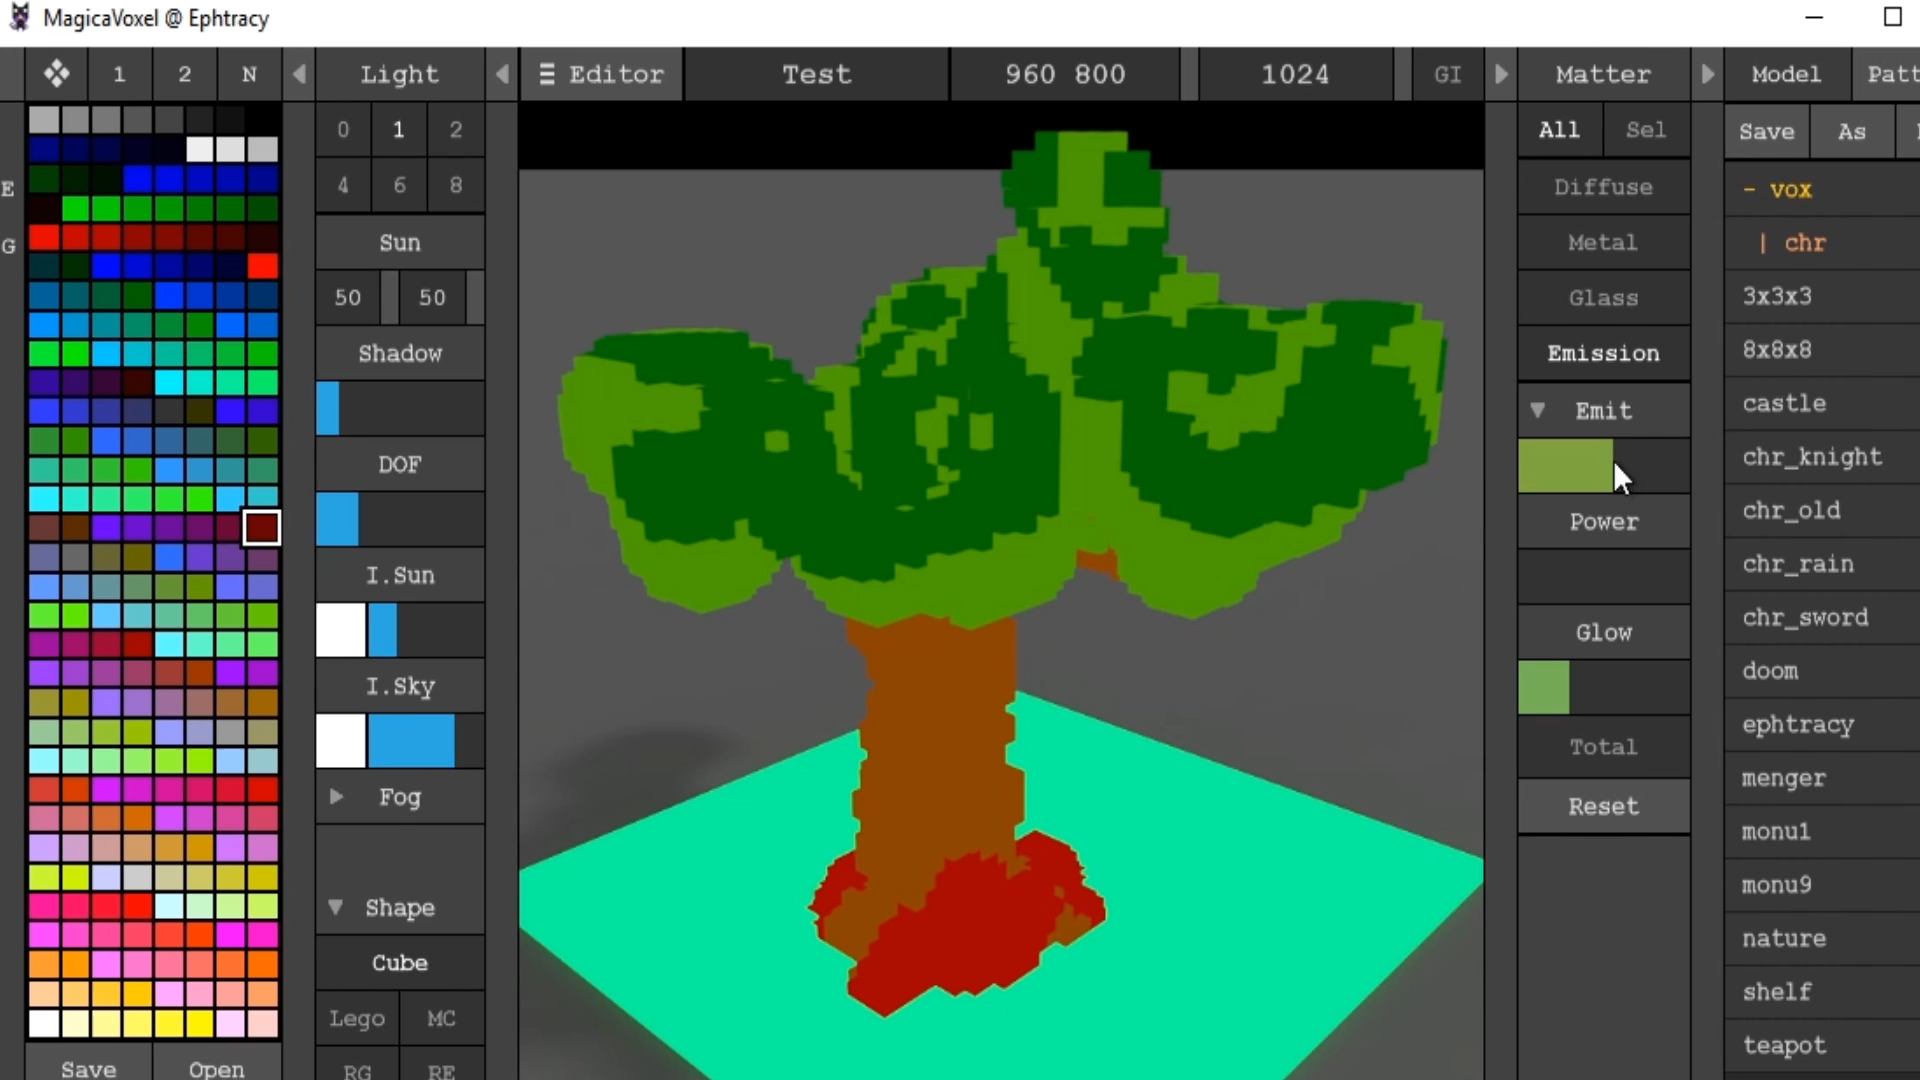 MagicaVoxel @ Ephtracy
1 2 N
Light
Editor
Test
960 800
1024
GI
Matter
Model
Patt
0 1 2
4 6 8
Sun
50 50
Shadow
DOF
I.Sun
I.Sky
Fog
Shape
Cube
Lego MC
RG RE
E
G
Save Open
All Sel
Diffuse
Metal
Glass
Emission
Emit
Power
Glow
Total
Reset
Save As
- vox
| chr
3x3x3
8x8x8
castle
chr_knight
chr_old
chr_rain
chr_sword
doom
ephtracy
menger
monu1
monu9
nature
shelf
teapot